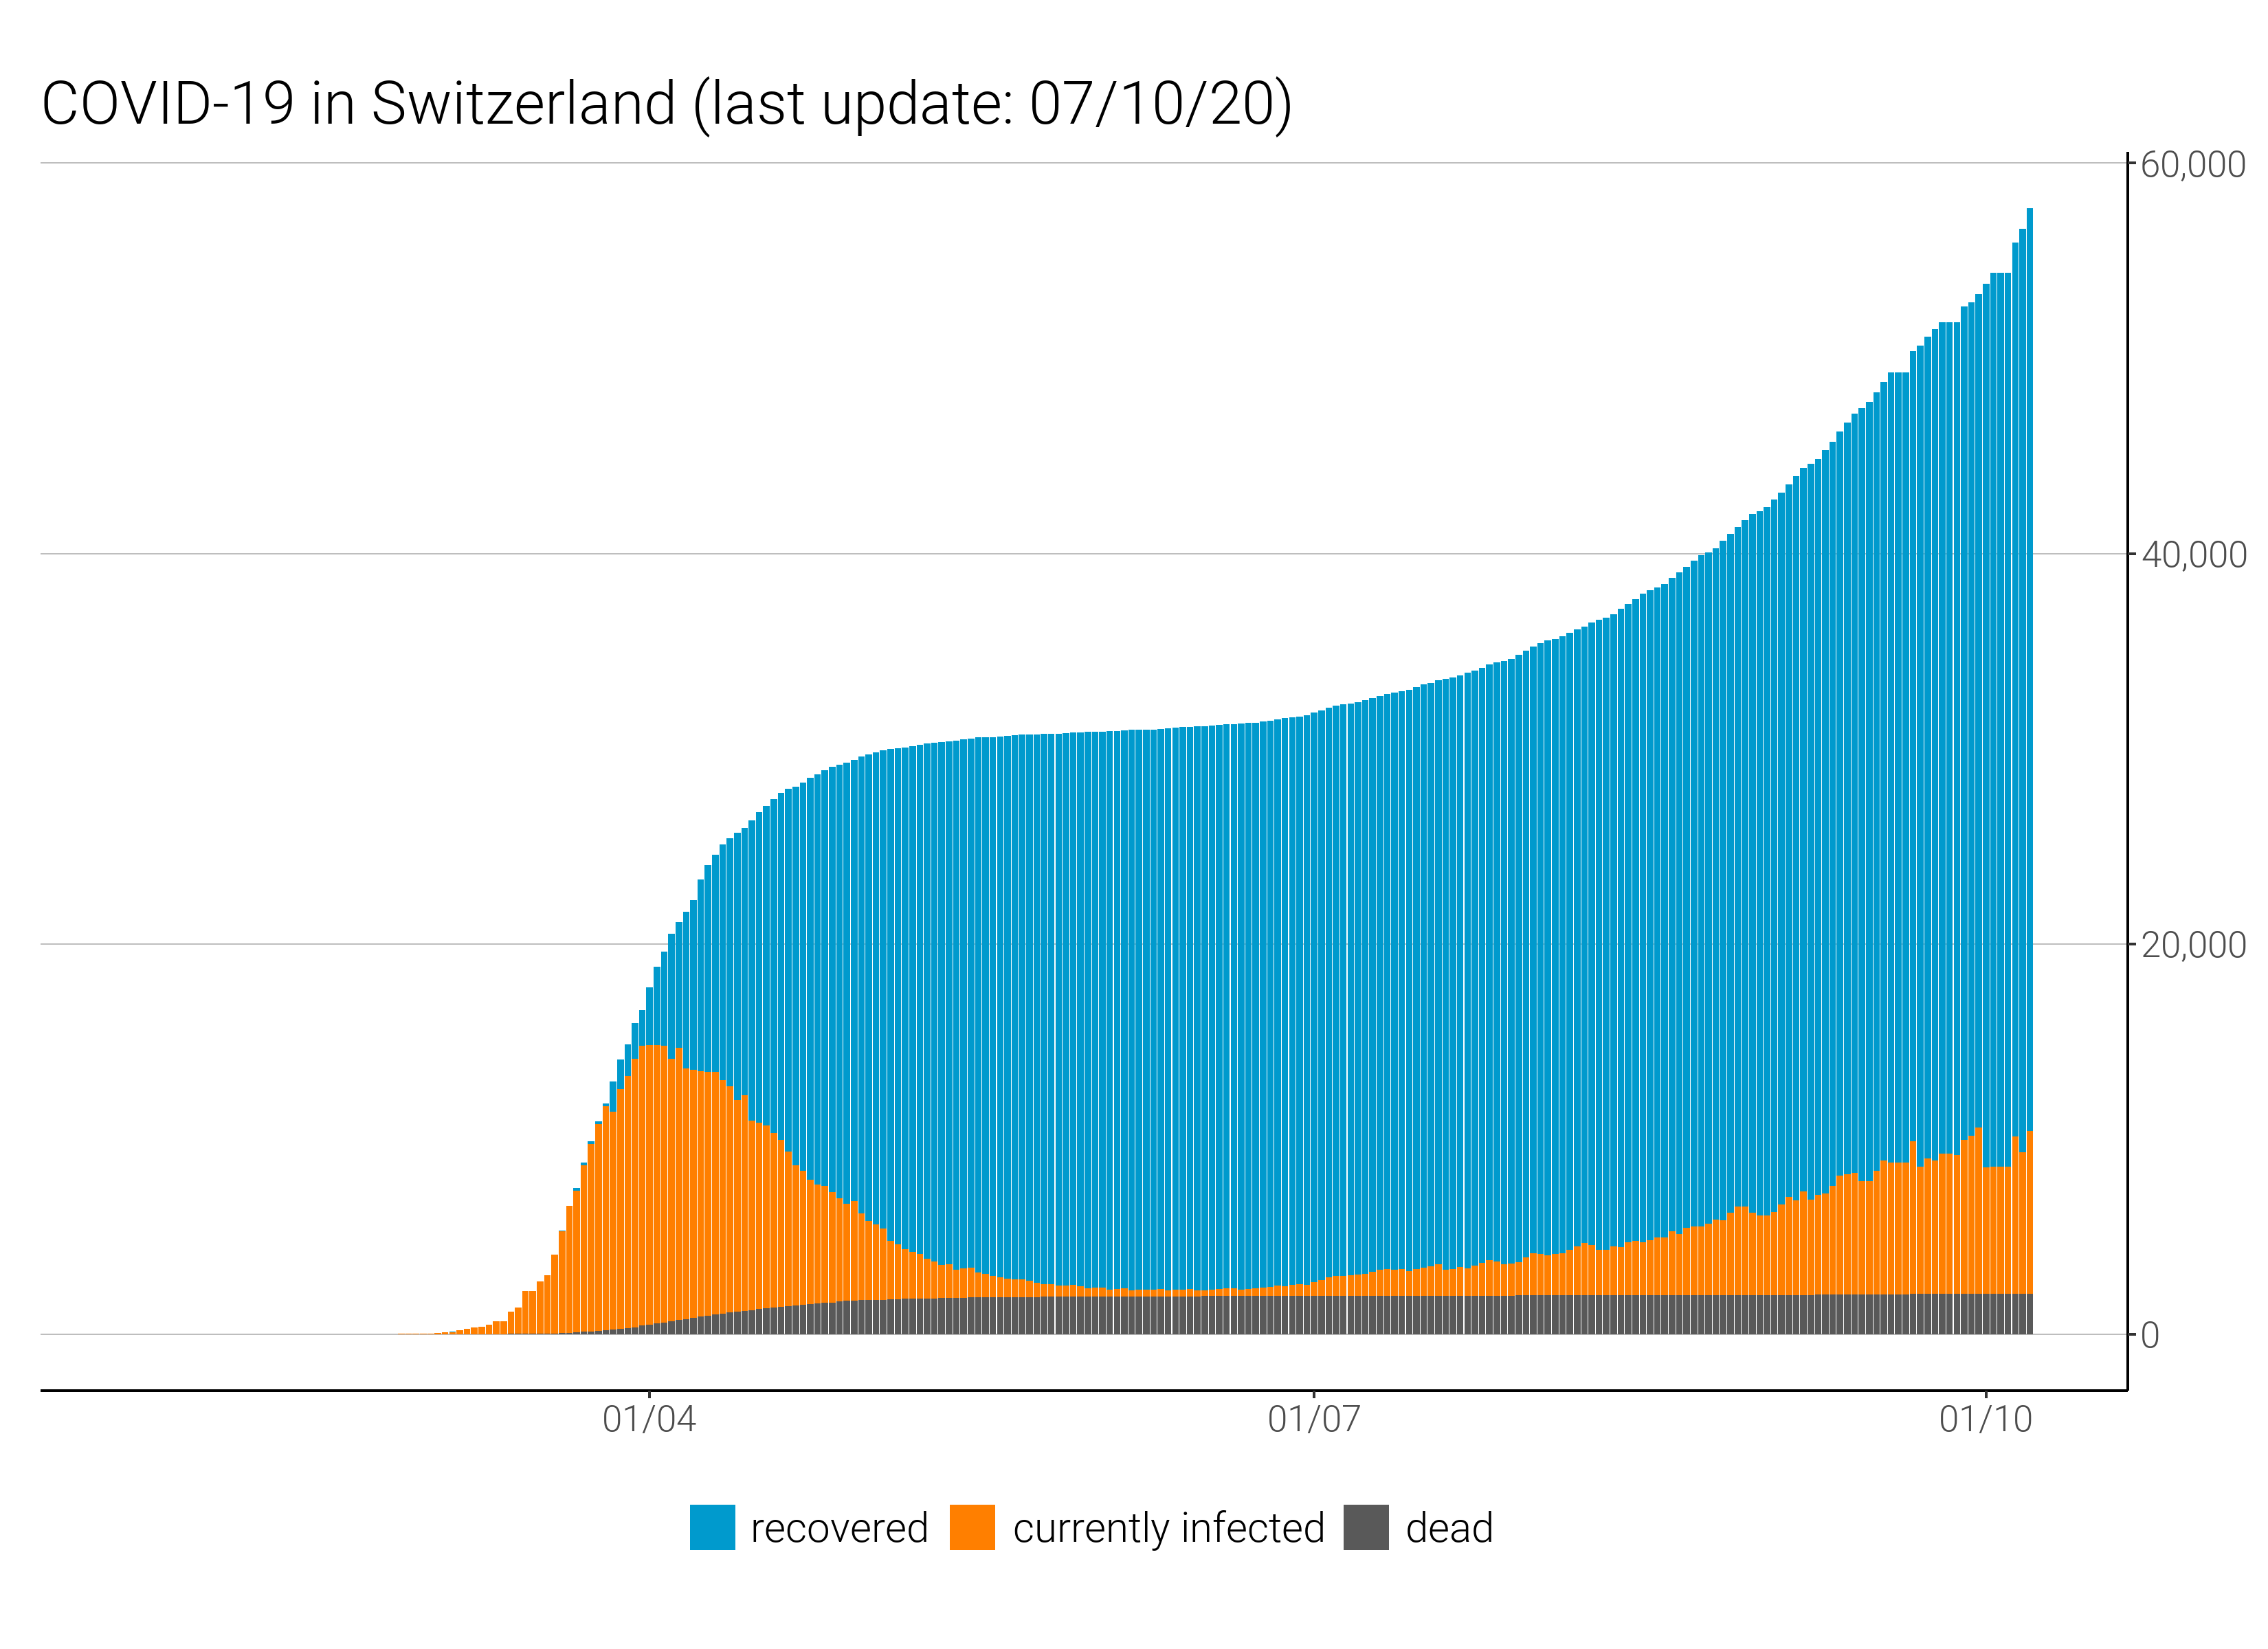 COVID-19 in Switzerland (last update: 07/10/20)
60,000
40,000
20,000
0
01/04 01/07 01/10
recovered currently infected dead